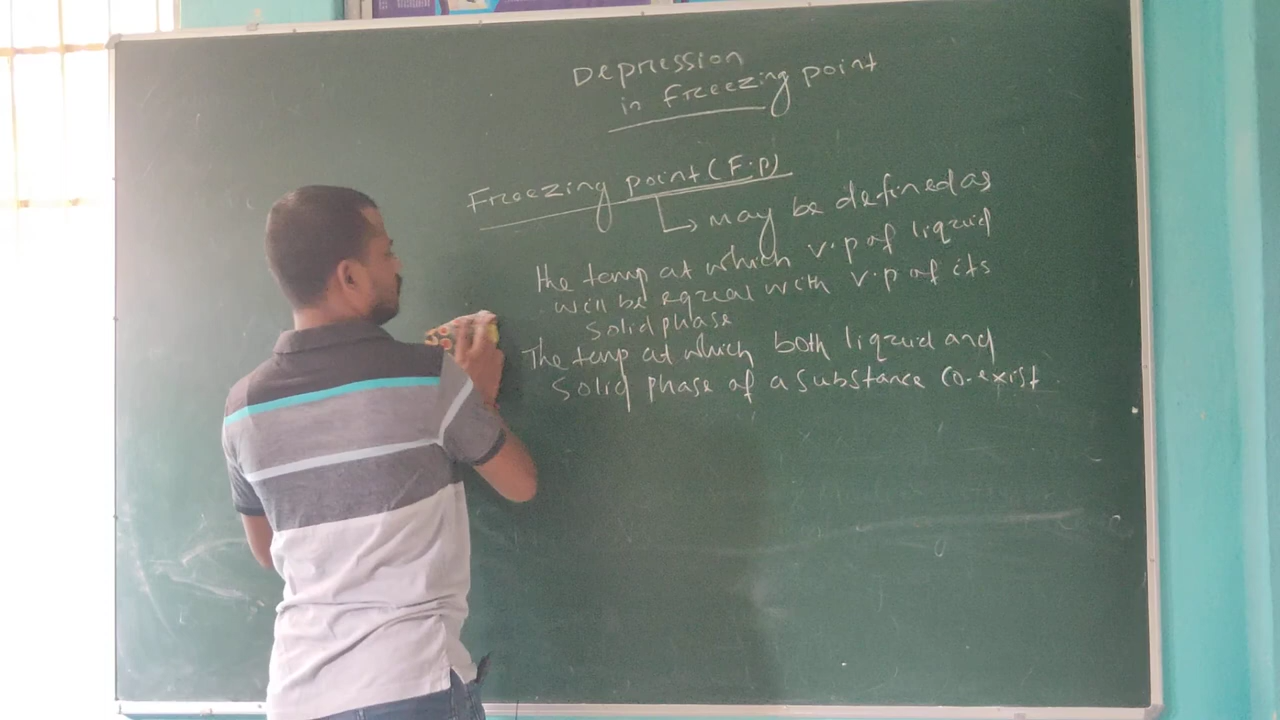 Depression
in freezing point
Freezing point (F.p)
↳ may be defined as
the temp at which v.p of liquid
will be equal with v.p of its
solid phase
The temp at which both liquid and
solid phase of a substance co-exist